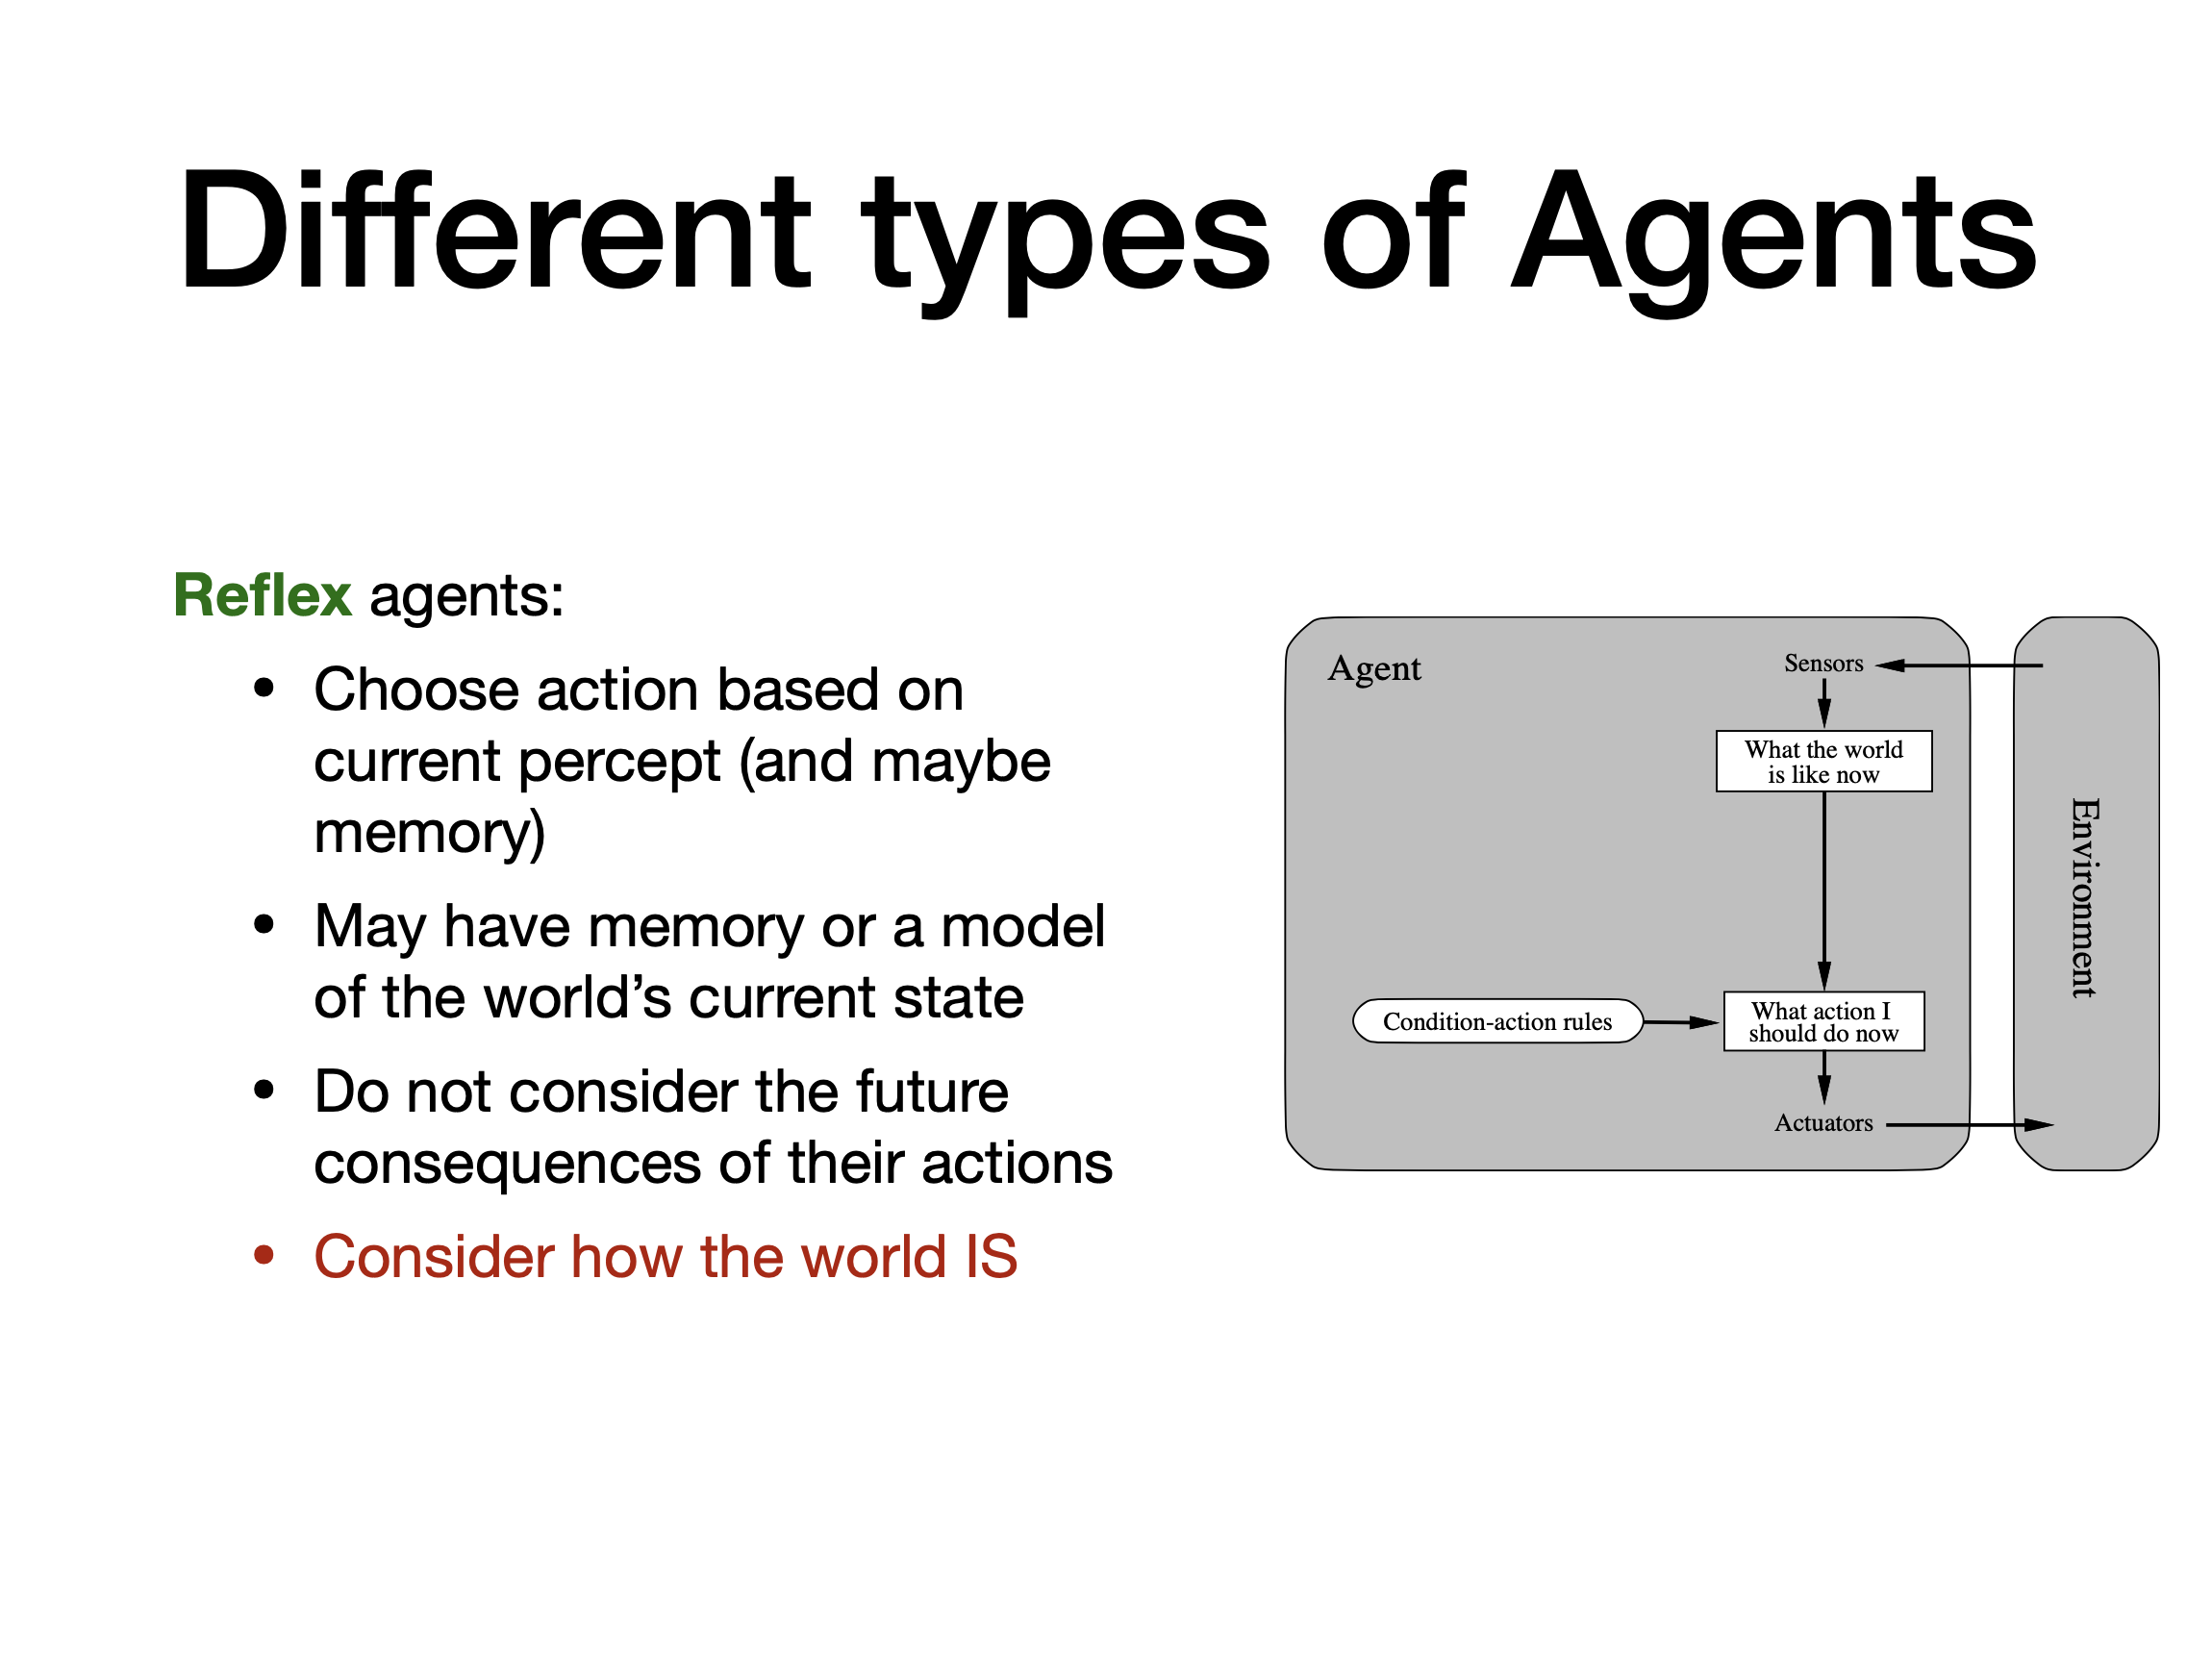 Different types of Agents
Reflex agents:
• Choose action based on
current percept (and maybe
memory)
• May have memory or a model
of the world’s current state
• Do not consider the future
consequences of their actions
• Consider how the world IS
Agent
Sensors
What the world
is like now
Condition-action rules
What action I
should do now
Actuators
Environment